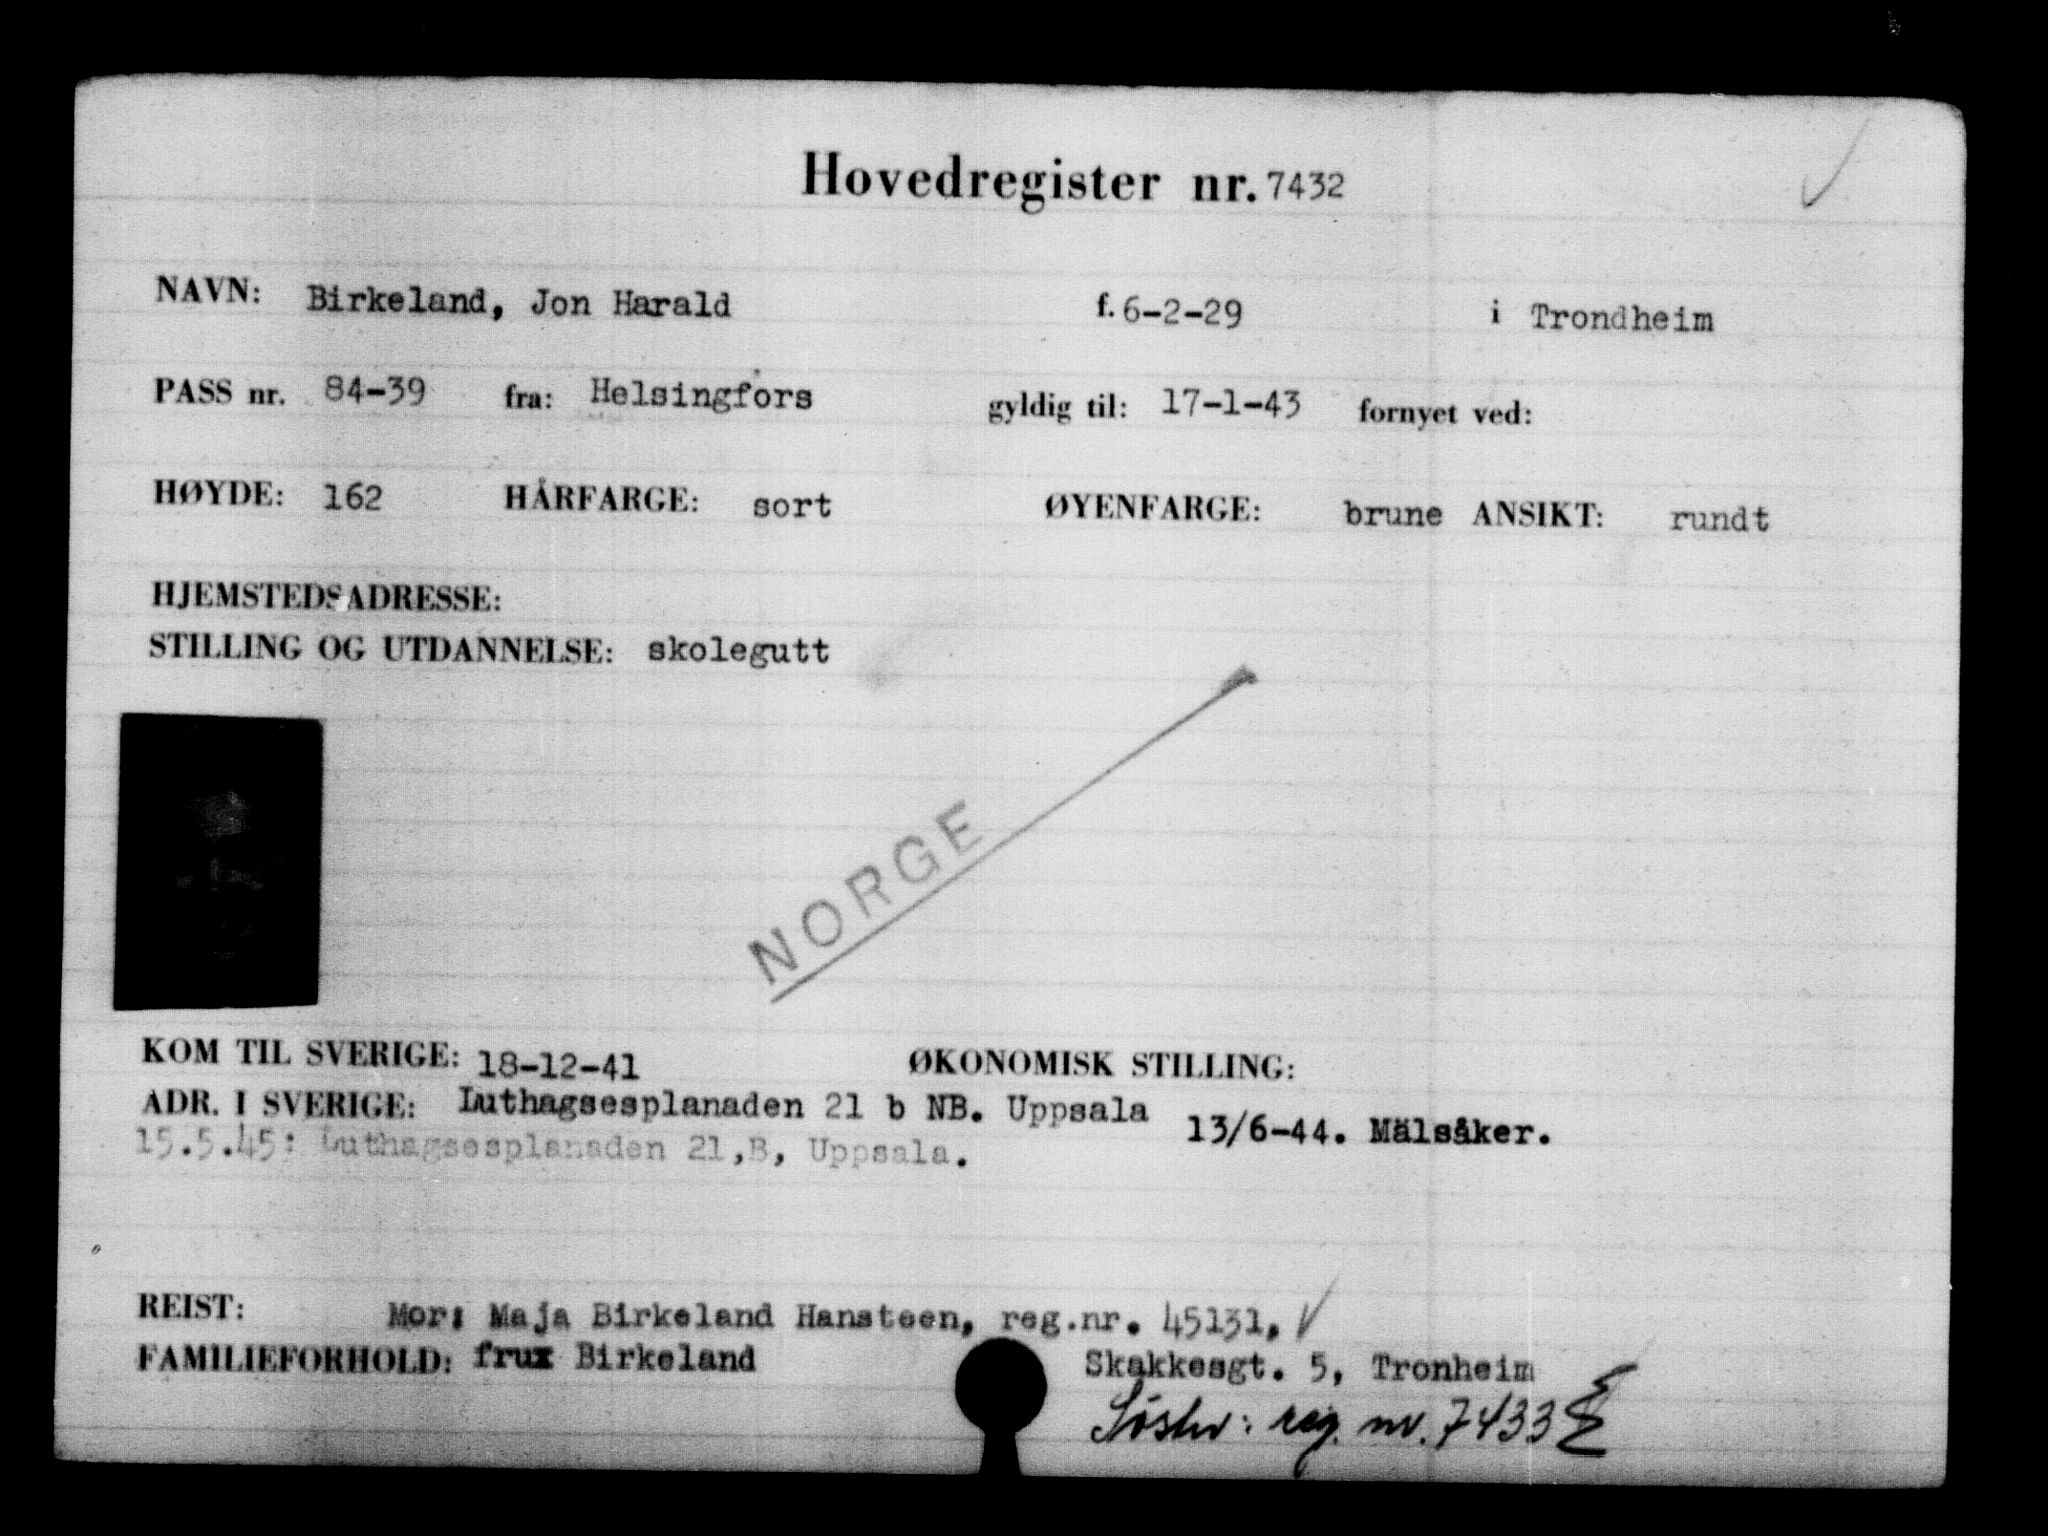 Hovedregister nr. 7432
NAVN: Birkeland, Jon Harald f. 6-2-29 i Trondheim
PASS nr. 84-39 fra: Helsingfors gyldig til: 17-1-43 fornyet ved:
HØYDE: 162 HÅRFARGE: sort ØYENFARGE: brune ANSIKT: rundt
HJEMSTEDSADRESSE:
STILLING OG UTDANNELSE: skolegutt
NORGE
KOM TIL SVERIGE: 18-12-41 ØKONOMISK STILLING:
ADR. I SVERIGE: Luthagsesplanaden 21 b NB. Uppsala 13/6-44. Mälsåker.
15.5.45: Luthagsesplanaden 21,B, Uppsala.
REIST: Mor: Maja Birkeland Hansteen, reg.nr. 45131.
FAMILIEFORHOLD: frux Birkeland Skakkesgt. 5, Tronheim
Søster: reg. nr. 7433